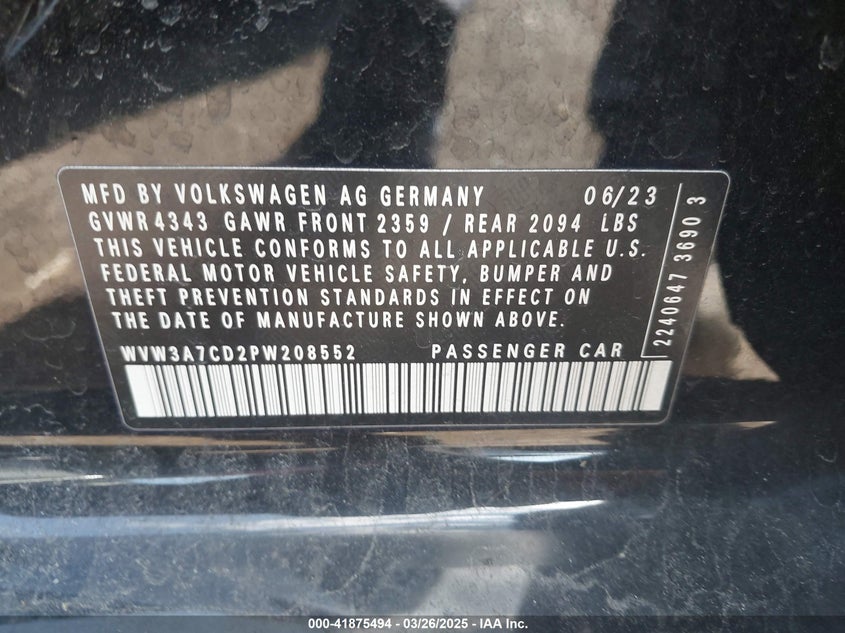 MFD BY VOLKSWAGEN AG GERMANY 06/23
GVWR 4343 GAWR FRONT 2359 / REAR 2094 LBS
THIS VEHICLE CONFORMS TO ALL APPLICABLE U.S.
FEDERAL MOTOR VEHICLE SAFETY, BUMPER AND
THEFT PREVENTION STANDARDS IN EFFECT ON
THE DATE OF MANUFACTURE SHOWN ABOVE.
WVW3A7CD2PW208552 PASSENGER CAR
2240647 3690 3
000-41875494 - 03/26/2025 - IAA Inc.